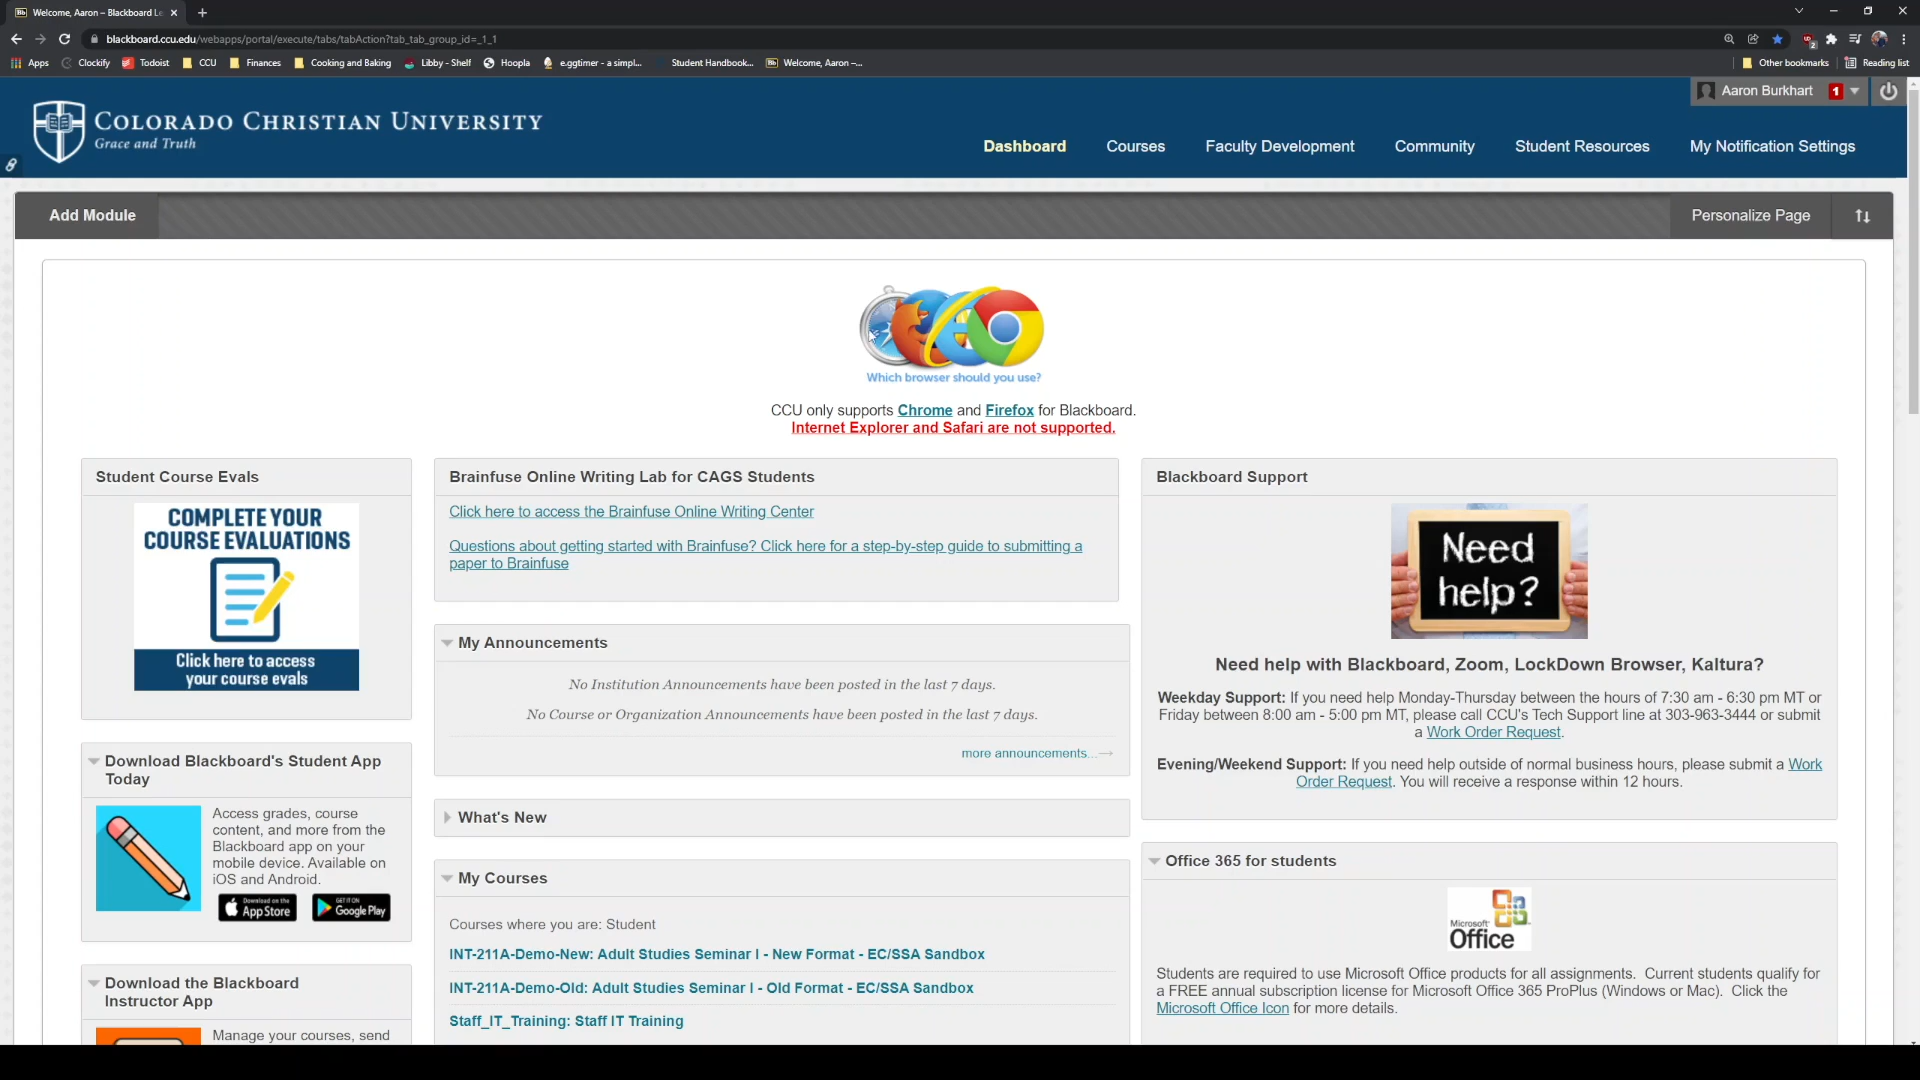 Welcome, Aaron – Blackboard Le
blackboard.ccu.edu/webapps/portal/execute/tabs/tabAction?tab_tab_group_id=_1_1
Apps
Clockify
Todoist
CCU
Finances
Cooking and Baking
Libby - Shelf
Hoopla
e.ggtimer - a simpl...
Student Handbook...
Welcome, Aaron –...
Other bookmarks
Reading list
Aaron Burkhart 1
COLORADO CHRISTIAN UNIVERSITY
Grace and Truth
Dashboard
Courses
Faculty Development
Community
Student Resources
My Notification Settings
Add Module
Personalize Page
Which browser should you use?
CCU only supports Chrome and Firefox for Blackboard.
Internet Explorer and Safari are not supported.
Student Course Evals
COMPLETE YOUR
COURSE EVALUATIONS
Click here to access
your course evals
Download Blackboard's Student App
Today
Access grades, course
content, and more from the
Blackboard app on your
mobile device. Available on
iOS and Android.
Download on the
App Store
GET IT ON
Google Play
Download the Blackboard
Instructor App
Manage your courses, send
Brainfuse Online Writing Lab for CAGS Students
Click here to access the Brainfuse Online Writing Center
Questions about getting started with Brainfuse? Click here for a step-by-step guide to submitting a
paper to Brainfuse
My Announcements
No Institution Announcements have been posted in the last 7 days.
No Course or Organization Announcements have been posted in the last 7 days.
more announcements...→
What's New
My Courses
Courses where you are: Student
INT-211A-Demo-New: Adult Studies Seminar I - New Format - EC/SSA Sandbox
INT-211A-Demo-Old: Adult Studies Seminar I - Old Format - EC/SSA Sandbox
Staff_IT_Training: Staff IT Training
Blackboard Support
Need
help?
Need help with Blackboard, Zoom, LockDown Browser, Kaltura?
Weekday Support: If you need help Monday-Thursday between the hours of 7:30 am - 6:30 pm MT or
Friday between 8:00 am - 5:00 pm MT, please call CCU's Tech Support line at 303-963-3444 or submit
a Work Order Request.
Evening/Weekend Support: If you need help outside of normal business hours, please submit a Work
Order Request. You will receive a response within 12 hours.
Office 365 for students
Microsoft
Office
Students are required to use Microsoft Office products for all assignments. Current students qualify for
a FREE annual subscription license for Microsoft Office 365 ProPlus (Windows or Mac). Click the
Microsoft Office Icon for more details.